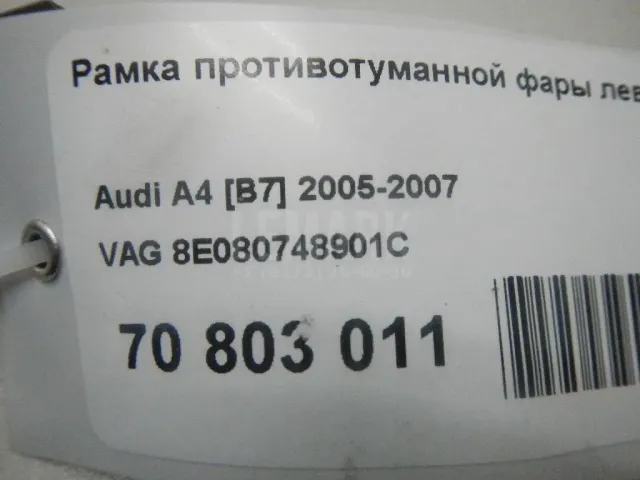 Рамка противотуманной фары лев
Audi A4 [B7] 2005-2007
VAG 8E080748901C
70 803 011